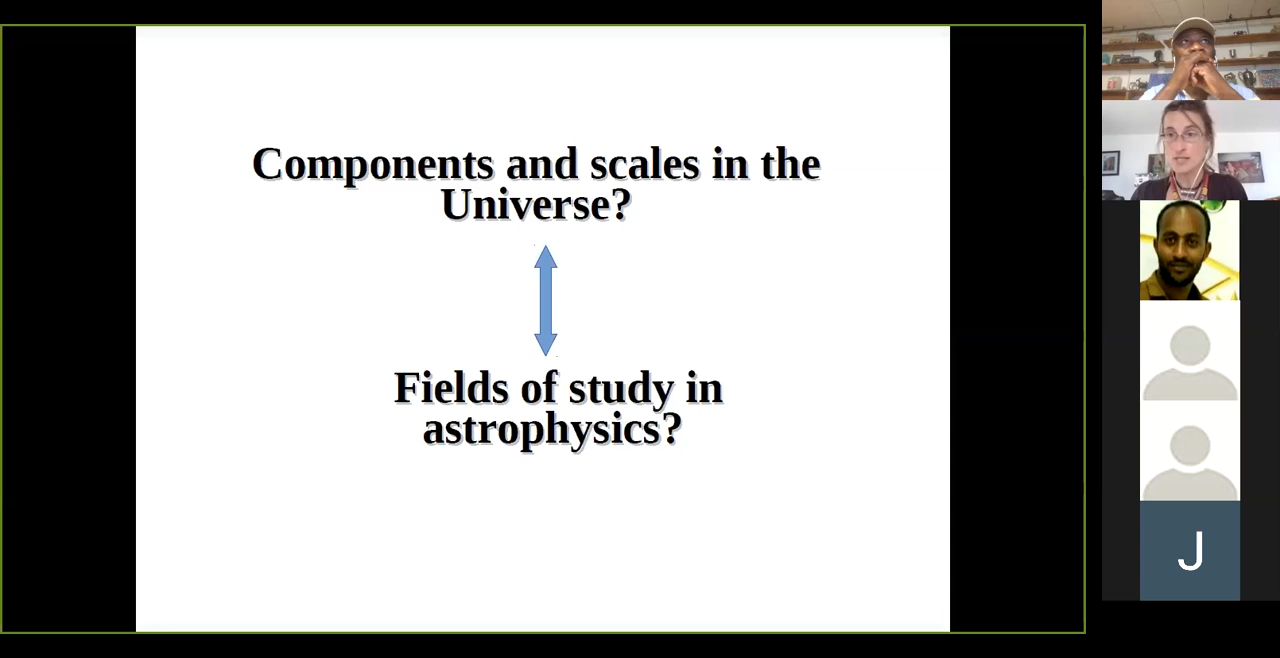 Components and scales in the
Universe?
Fields of study in
astrophysics?
J